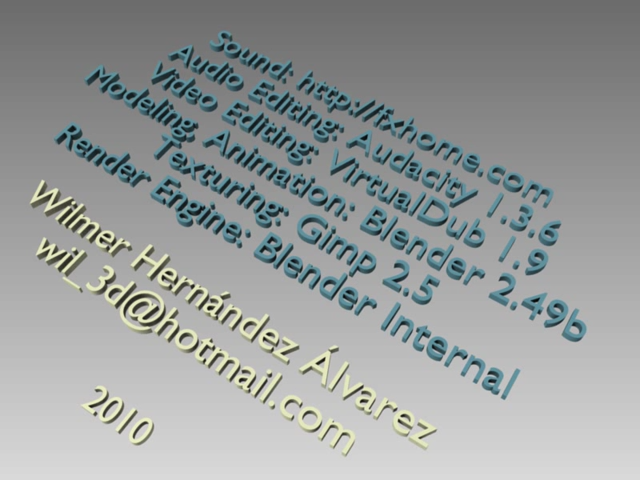 Sound: http://fxhome.com
Audio Editing: Audacity 1.3.6
Video Editing: VirtualDub 1.9
Modeling, Animation: Blender 2.49b
Texturing: Gimp 2.5
Render Engine: Blender Internal
Wilmer Hernández Álvarez
wil_3d@hotmail.com
2010